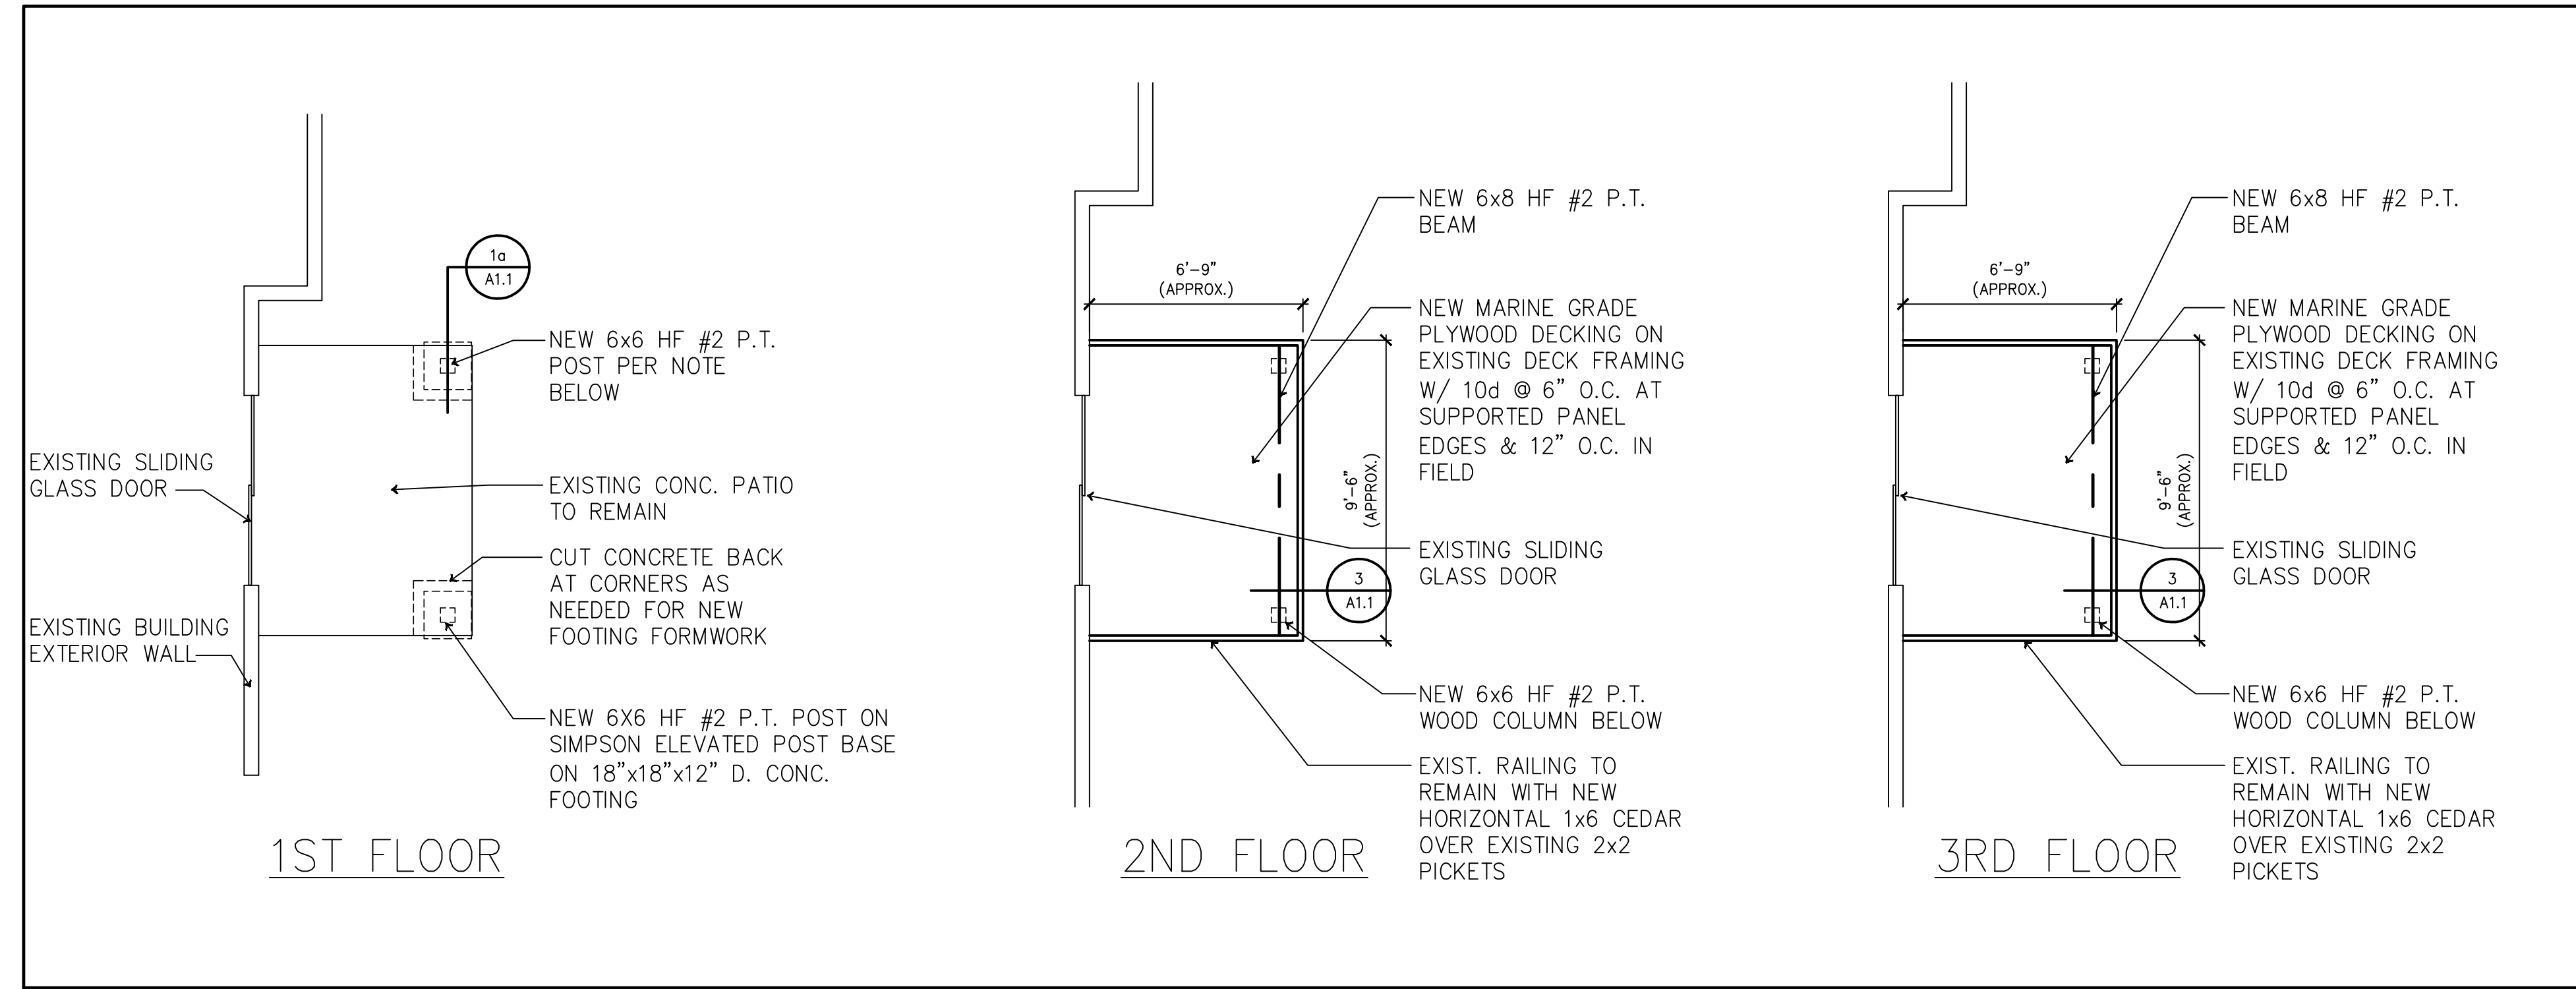 1a
A1.1
NEW 6x6 HF #2 P.T.
POST PER NOTE
BELOW
EXISTING SLIDING
GLASS DOOR
EXISTING CONC. PATIO
TO REMAIN
CUT CONCRETE BACK
AT CORNERS AS
NEEDED FOR NEW
FOOTING FORMWORK
EXISTING BUILDING
EXTERIOR WALL
NEW 6X6 HF #2 P.T. POST ON
SIMPSON ELEVATED POST BASE
ON 18"x18"x12" D. CONC.
FOOTING
1ST FLOOR
NEW 6x8 HF #2 P.T.
BEAM
6'-9"
(APPROX.)
NEW MARINE GRADE
PLYWOOD DECKING ON
EXISTING DECK FRAMING
W/ 10d @ 6" O.C. AT
SUPPORTED PANEL
EDGES & 12" O.C. IN
FIELD
9'-6"
(APPROX.)
EXISTING SLIDING
GLASS DOOR
3
A1.1
NEW 6x6 HF #2 P.T.
WOOD COLUMN BELOW
EXIST. RAILING TO
REMAIN WITH NEW
HORIZONTAL 1x6 CEDAR
OVER EXISTING 2x2
PICKETS
2ND FLOOR
NEW 6x8 HF #2 P.T.
BEAM
6'-9"
(APPROX.)
NEW MARINE GRADE
PLYWOOD DECKING ON
EXISTING DECK FRAMING
W/ 10d @ 6" O.C. AT
SUPPORTED PANEL
EDGES & 12" O.C. IN
FIELD
9'-6"
(APPROX.)
EXISTING SLIDING
GLASS DOOR
3
A1.1
NEW 6x6 HF #2 P.T.
WOOD COLUMN BELOW
EXIST. RAILING TO
REMAIN WITH NEW
HORIZONTAL 1x6 CEDAR
OVER EXISTING 2x2
PICKETS
3RD FLOOR